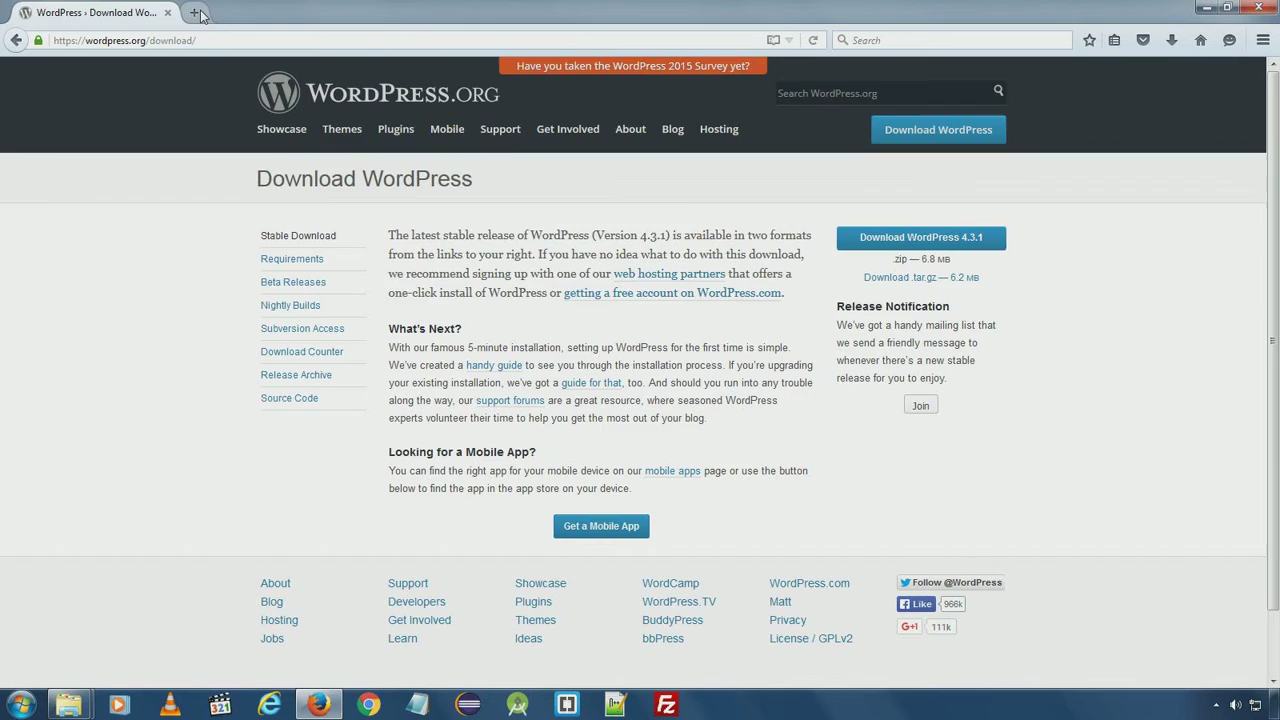 WordPress › Download Wo...
https://wordpress.org/download/
Search
Have you taken the WordPress 2015 Survey yet?
WORDPRESS.ORG
Search WordPress.org
Showcase Themes Plugins Mobile Support Get Involved About Blog Hosting
Download WordPress
Download WordPress
Stable Download
Requirements
Beta Releases
Nightly Builds
Subversion Access
Download Counter
Release Archive
Source Code
The latest stable release of WordPress (Version 4.3.1) is available in two formats
from the links to your right. If you have no idea what to do with this download,
we recommend signing up with one of our web hosting partners that offers a
one-click install of WordPress or getting a free account on WordPress.com.
What's Next?
With our famous 5-minute installation, setting up WordPress for the first time is simple.
We've created a handy guide to see you through the installation process. If you're upgrading
your existing installation, we've got a guide for that, too. And should you run into any trouble
along the way, our support forums are a great resource, where seasoned WordPress
experts volunteer their time to help you get the most out of your blog.
Looking for a Mobile App?
You can find the right app for your mobile device on our mobile apps page or use the button
below to find the app in the app store on your device.
Get a Mobile App
Download WordPress 4.3.1
.zip — 6.8 MB
Download .tar.gz — 6.2 MB
Release Notification
We've got a handy mailing list that
we send a friendly message to
whenever there's a new stable
release for you to enjoy.
Join
About
Blog
Hosting
Jobs
Support
Developers
Get Involved
Learn
Showcase
Plugins
Themes
Ideas
WordCamp
WordPress.TV
BuddyPress
bbPress
WordPress.com
Matt
Privacy
License / GPLv2
Follow @WordPress
Like 966k
G+1 111k
321
Fz